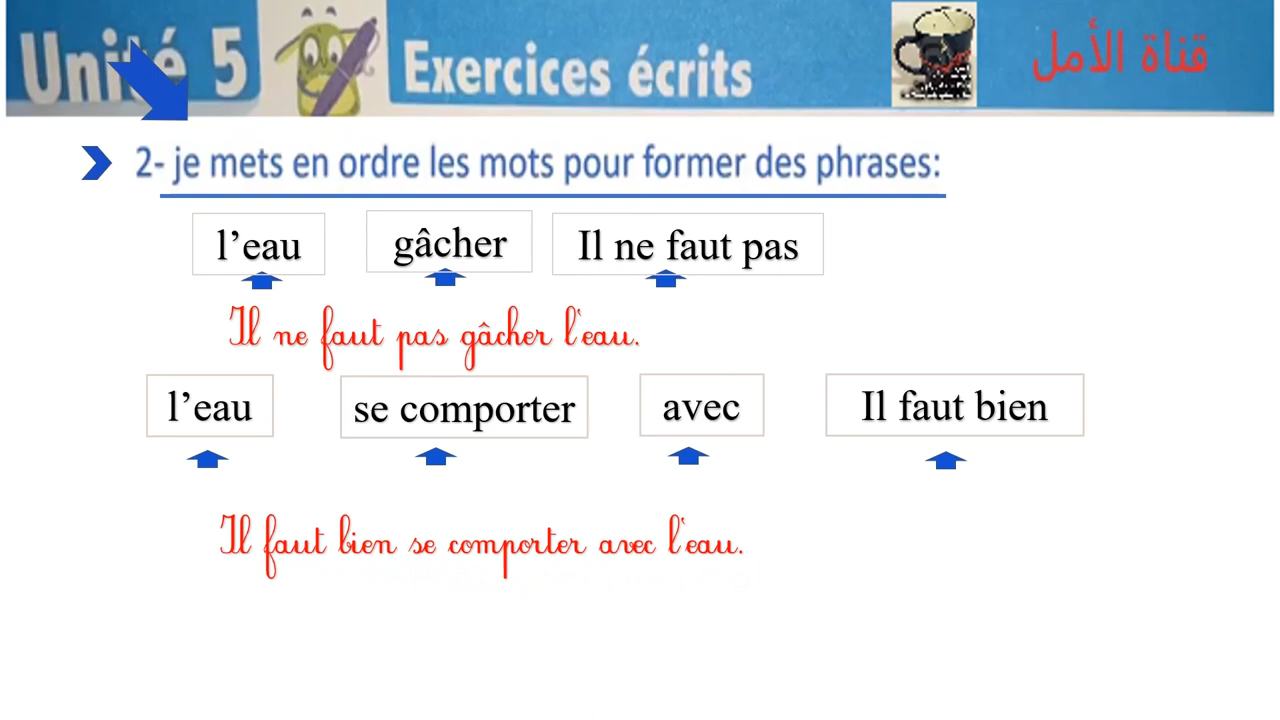 Unité 5 Exercices écrits قناة الأمل
2- je mets en ordre les mots pour former des phrases:
l’eau gâcher Il ne faut pas
Il ne faut pas gâcher l'eau.
l’eau se comporter avec Il faut bien
Il faut bien se comporter avec l'eau.